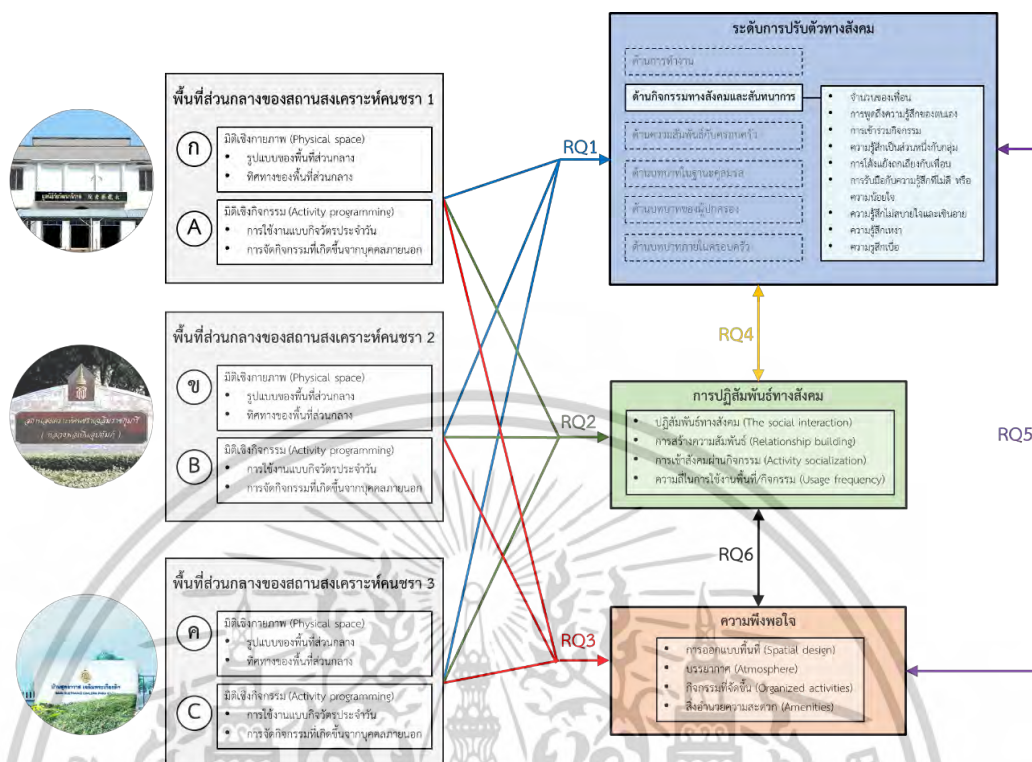 ระดับการปรับตัวทางสังคม
ด้านการทำงาน
ด้านกิจกรรมทางสังคมและสันทนาการ
ด้านความสัมพันธ์กับครอบครัว
ด้านบทบาทในฐานะคู่สมรส
ด้านบทบาทของผู้ปกครอง
ด้านบทบาทภายในครอบครัว
จำนวนของเพื่อน
การพูดถึงความรู้สึกของตนเอง
การเข้าร่วมกิจกรรม
ความรู้สึกเป็นส่วนหนึ่งกับกลุ่ม
การโต้แย้งถกเถียงกับเพื่อน
การรับมือกับความรู้สึกที่ไม่ดี หรือ
ความน้อยใจ
ความรู้สึกไม่สบายใจและเขินอาย
ความรู้สึกเหงา
ความรู้สึกเบื่อ
พื้นที่ส่วนกลางของสถานสงเคราะห์คนชรา 1
ก
มิติเชิงกายภาพ (Physical space)
รูปแบบของพื้นที่ส่วนกลาง
ทิศทางของพื้นที่ส่วนกลาง
A
มิติเชิงกิจกรรม (Activity programming)
การใช้งานแบบกิจวัตรประจำวัน
การจัดกิจกรรมที่เกิดขึ้นจากบุคคลภายนอก
RQ1
พื้นที่ส่วนกลางของสถานสงเคราะห์คนชรา 2
ข
มิติเชิงกายภาพ (Physical space)
รูปแบบของพื้นที่ส่วนกลาง
ทิศทางของพื้นที่ส่วนกลาง
B
มิติเชิงกิจกรรม (Activity programming)
การใช้งานแบบกิจวัตรประจำวัน
การจัดกิจกรรมที่เกิดขึ้นจากบุคคลภายนอก
RQ4
RQ2
การปฏิสัมพันธ์ทางสังคม
ปฏิสัมพันธ์ทางสังคม (The social interaction)
การสร้างความสัมพันธ์ (Relationship building)
การเข้าสังคมผ่านกิจกรรม (Activity socialization)
ความถี่ในการใช้งานพื้นที่/กิจกรรม (Usage frequency)
RQ5
RQ6
พื้นที่ส่วนกลางของสถานสงเคราะห์คนชรา 3
ค
มิติเชิงกายภาพ (Physical space)
รูปแบบของพื้นที่ส่วนกลาง
ทิศทางของพื้นที่ส่วนกลาง
C
มิติเชิงกิจกรรม (Activity programming)
การใช้งานแบบกิจวัตรประจำวัน
การจัดกิจกรรมที่เกิดขึ้นจากบุคคลภายนอก
RQ3
ความพึงพอใจ
การออกแบบพื้นที่ (Spatial design)
บรรยากาศ (Atmosphere)
กิจกรรมที่จัดขึ้น (Organized activities)
สิ่งอำนวยความสะดวก (Amenities)